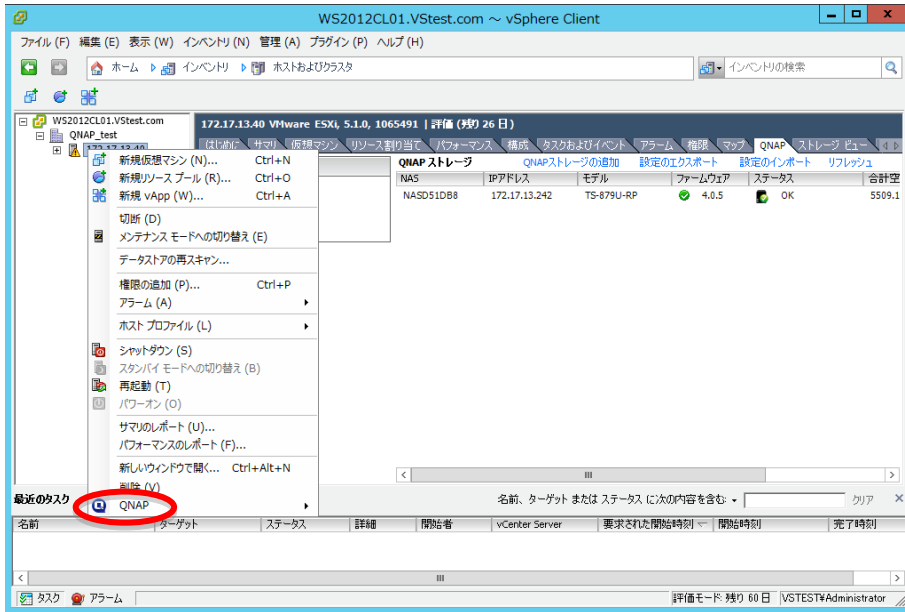 WS2012CL01.VStest.com ～ vSphere Client
ファイル (F) 編集 (E) 表示 (W) インベントリ (N) 管理 (A) プラグイン (P) ヘルプ (H)
ホーム インベントリ ホストおよびクラスタ インベントリの検索
WS2012CL01.VStest.com
QNAP_test
172.17.13.40
172.17.13.40 VMware ESXi, 5.1.0, 1065491 | 評価 (残り 26 日)
はじめに サマリ 仮想マシン リソース割り当て パフォーマンス 構成 タスクおよびイベント アラーム 権限 マップ QNAP ストレージ ビュー
QNAP ストレージ QNAPストレージの追加 設定のエクスポート 設定のインポート リフレッシュ
NAS IPアドレス モデル ファームウェア ステータス 合計空
NASD51DB8 172.17.13.242 TS-879U-RP 4.0.5 OK 5509.1
新規仮想マシン (N)... Ctrl+N
新規リソース プール (R)... Ctrl+O
新規 vApp (W)... Ctrl+A
切断 (D)
メンテナンス モードへの切り替え (E)
データストアの再スキャン...
権限の追加 (P)... Ctrl+P
アラーム (A)
ホスト プロファイル (L)
シャットダウン (S)
スタンバイ モードへの切り替え (B)
再起動 (T)
パワーオン (O)
サマリのレポート (U)...
パフォーマンスのレポート (F)...
新しいウィンドウで開く... Ctrl+Alt+N
削除 (V)
QNAP
最近のタスク 名前、ターゲット または ステータス に次の内容を含む: クリア
名前 ターゲット ステータス 詳細 開始者 vCenter Server 要求された開始時刻 開始時刻 完了時刻
タスク アラーム 評価モード: 残り 60 日 VSTEST¥Administrator